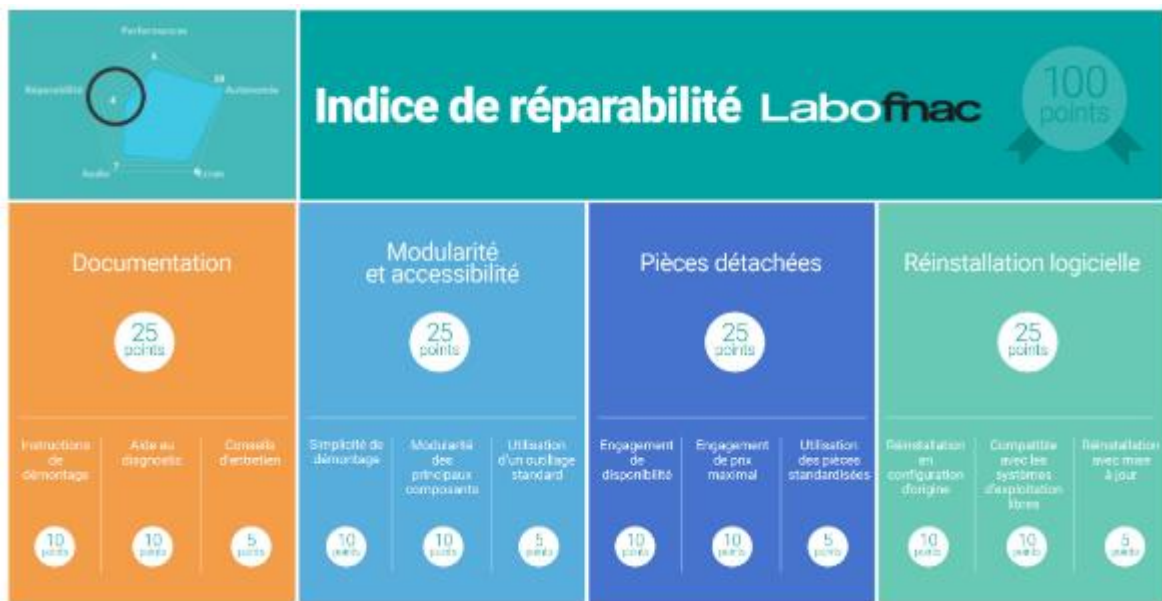 Performances
Réparabilité
4
Autonomie
Audio
7
Ecran
Indice de réparabilité Labofnac
100
points
Documentation
25
points
Instructions
de
démontage
10
points
Aide au
diagnostic
10
points
Conseils
d'entretien
5
points
Modularité
et accessibilité
25
points
Simplicité de
démontage
10
points
Modularité
des
principaux
composants
10
points
Utilisation
d'un outillage
standard
5
points
Pièces détachées
25
points
Engagement
de
disponibilité
10
points
Engagement
de prix
maximal
10
points
Utilisation
des pièces
standardisées
5
points
Réinstallation logicielle
25
points
Réinstallation
en
configuration
d'origine
10
points
Compatible
avec les
systèmes
d'exploitation
libres
10
points
Réinstallation
avec mise
à jour
5
points